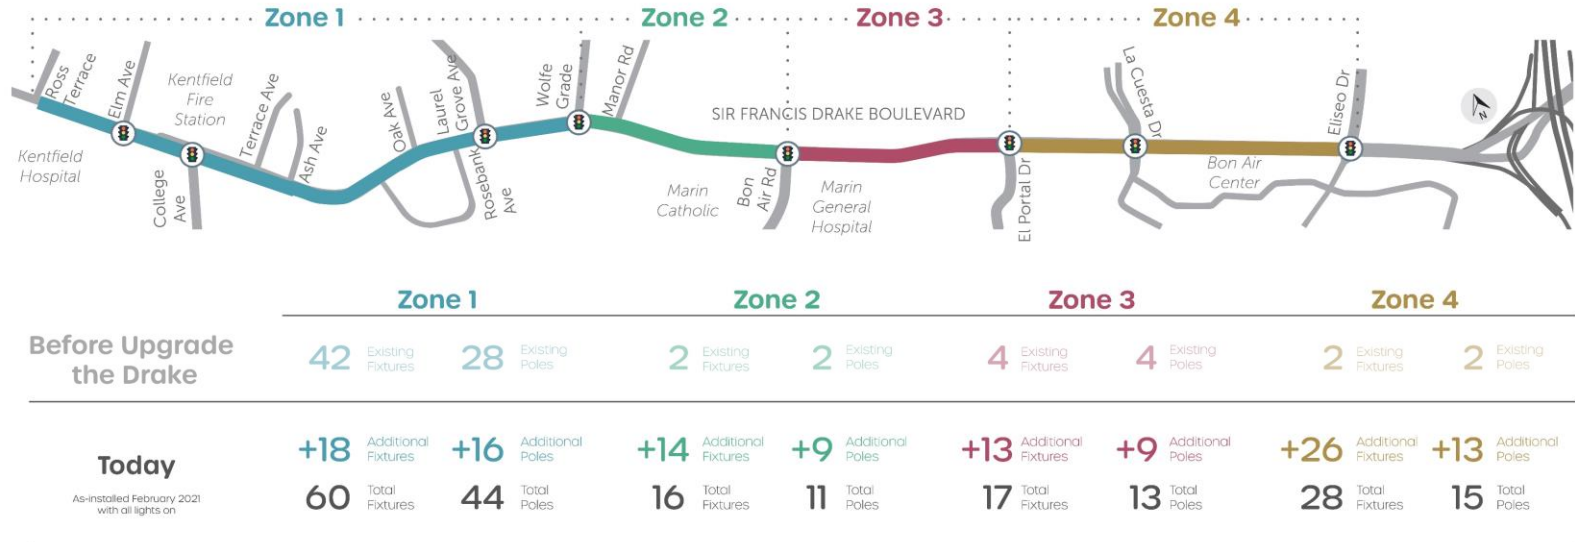 Zone 1
Zone 2
Zone 3
Zone 4
Ross
Terrace
Elm Ave
Kentfield
Fire
Station
Terrace Ave
Ash Ave
Oak Ave
Laurel
Grove Ave
Wolfe
Grade
Manor Rd
SIR FRANCIS DRAKE BOULEVARD
La Cuesta Dr
Eliseo Dr
N
Kentfield
Hospital
College
Ave
Rosebank
Ave
Marin
Catholic
Bon
Air Rd
Marin
General
Hospital
El Portal Dr
Bon Air
Center
Zone 1
Zone 2
Zone 3
Zone 4
Before Upgrade
the Drake
42 Existing Fixtures
28 Existing Poles
2 Existing Fixtures
2 Existing Poles
4 Existing Fixtures
4 Existing Poles
2 Existing Fixtures
2 Existing Poles
Today
As-installed February 2021
with all lights on
+18 Additional Fixtures
+16 Additional Poles
+14 Additional Fixtures
+9 Additional Poles
+13 Additional Fixtures
+9 Additional Poles
+26 Additional Fixtures
+13 Additional Poles
60 Total Fixtures
44 Total Poles
16 Total Fixtures
11 Total Poles
17 Total Fixtures
13 Total Poles
28 Total Fixtures
15 Total Poles